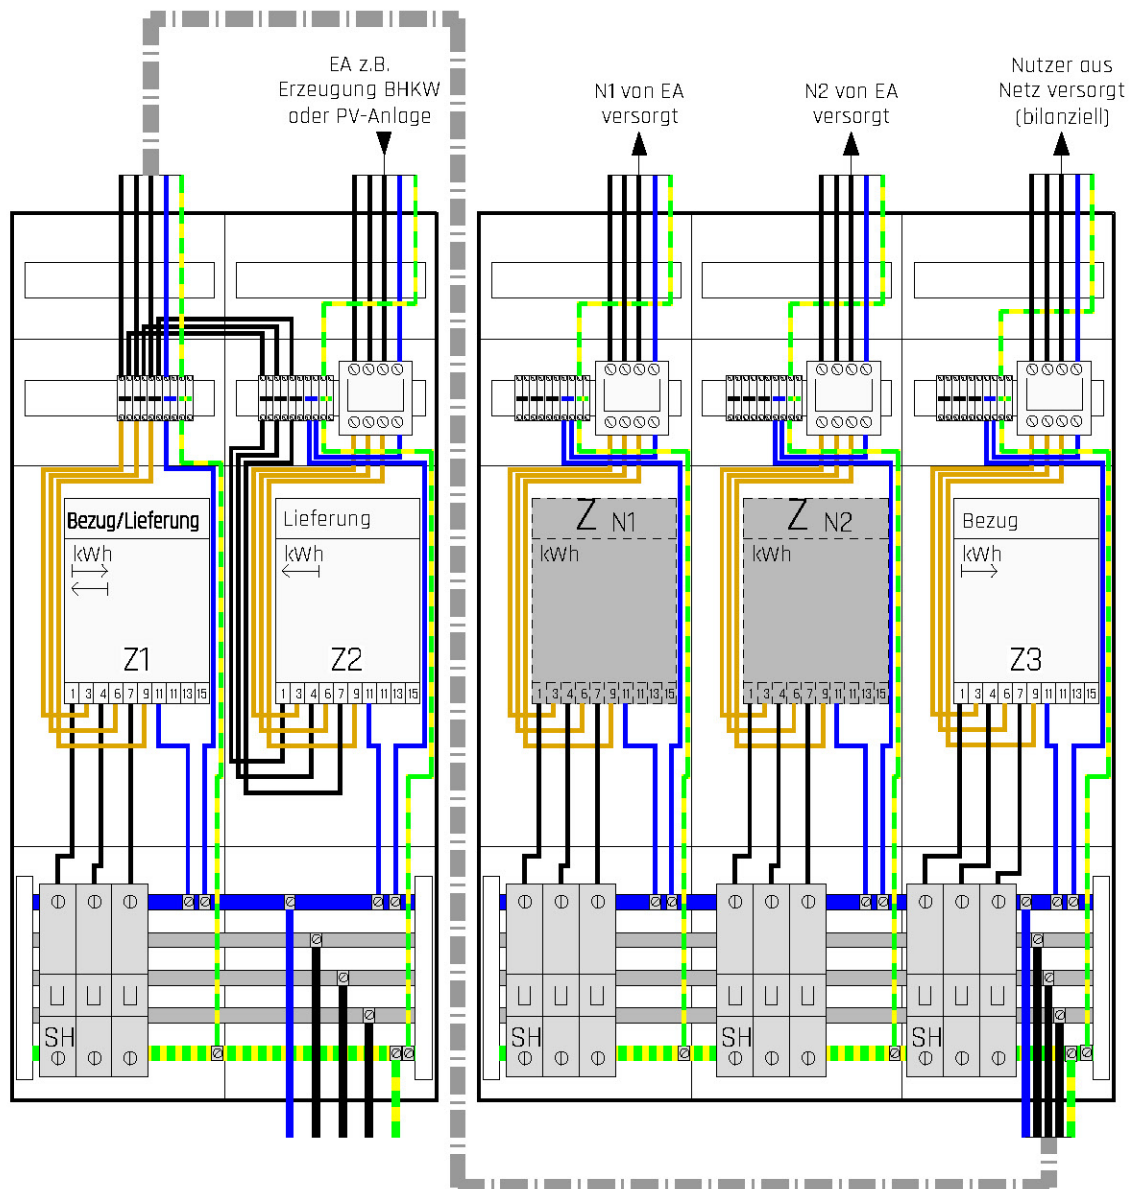 EA z.B.
Erzeugung BHKW
oder PV-Anlage
N1 von EA
versorgt
N2 von EA
versorgt
Nutzer aus
Netz versorgt
(bilanziell)
Bezug/Lieferung
kWh
Z1
1 3 4 6 7 9 11 11 13 15
Lieferung
kWh
Z2
1 3 4 6 7 9 11 11 13 15
Z N1
kWh
1 3 4 6 7 9 11 11 13 15
Z N2
kWh
1 3 4 6 7 9 11 11 13 15
Bezug
kWh
Z3
1 3 4 6 7 9 11 11 13 15
SH
SH
SH
SH